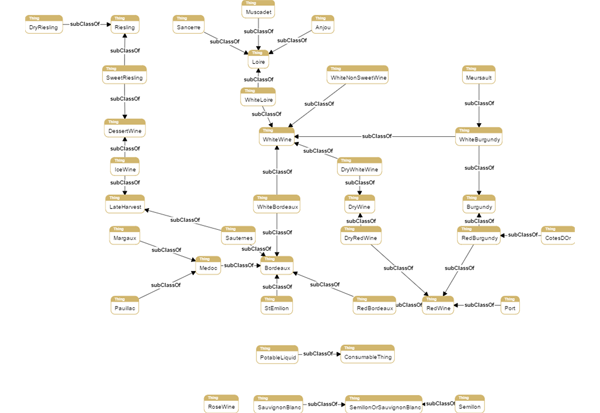 Thing
Muscadet
Thing
DryRiesling
subClassOf
Thing
Riesling
Thing
Sancerre
subClassOf
subClassOf
Thing
Anjou
subClassOf
subClassOf
Thing
Loire
Thing
SweetRiesling
subClassOf
Thing
WhiteNonSweetWine
Thing
Meursault
subClassOf
Thing
WhiteLoire
subClassOf
subClassOf
subClassOf
subClassOf
Thing
DessertWine
Thing
WhiteWine
subClassOf
Thing
WhiteBurgundy
subClassOf
subClassOf
Thing
IceWine
Thing
DryWhiteWine
subClassOf
subClassOf
subClassOf
subClassOf
Thing
LateHarvest
Thing
WhiteBordeaux
Thing
DryWine
Thing
Burgundy
subClassOf
subClassOf
subClassOf
subClassOf
Thing
Margaux
Thing
Sauternes
Thing
DryRedWine
Thing
RedBurgundy
subClassOf
Thing
CotesDOr
subClassOf
subClassOf
Thing
Medoc
subClassOf
Thing
Bordeaux
subClassOf
subClassOf
subClassOf
subClassOf
subClassOf
Thing
Pauillac
Thing
StEmilion
Thing
RedBordeaux
subClassOf
Thing
RedWine
subClassOf
Thing
Port
Thing
PotableLiquid
subClassOf
Thing
ConsumableThing
Thing
RoseWine
Thing
SauvignonBlanc
subClassOf
Thing
SemillonOrSauvignonBlanc
subClassOf
Thing
Semillon